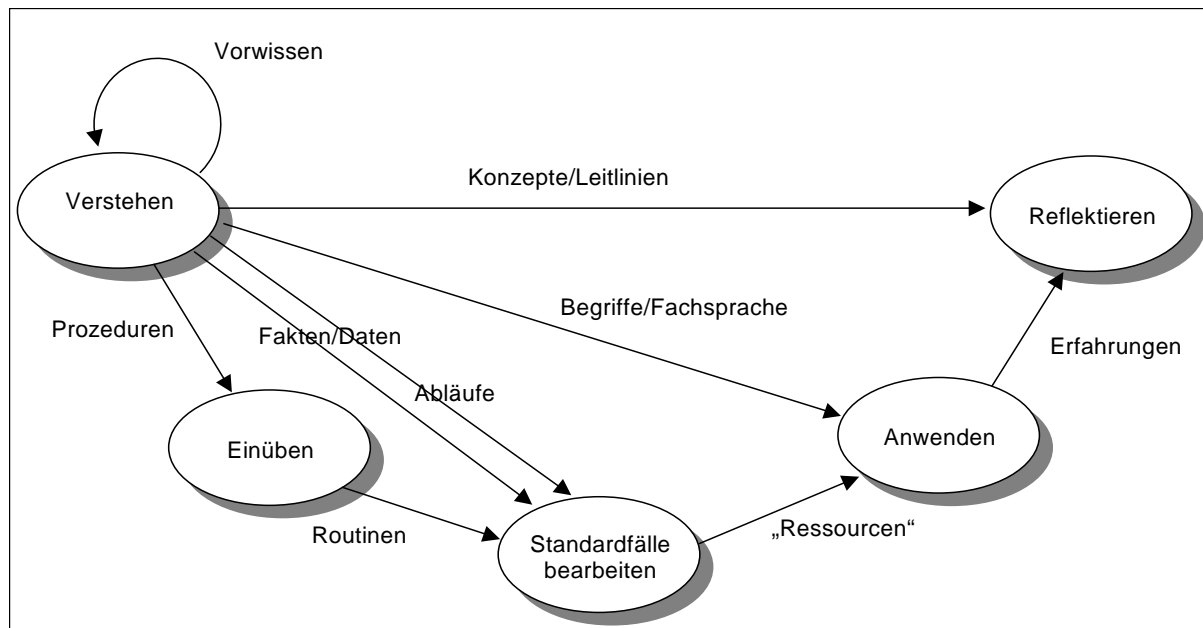 Vorwissen
Konzepte/Leitlinien
Verstehen
Reflektieren
Begriffe/Fachsprache
Prozeduren
Fakten/Daten
Erfahrungen
Abläufe
Einüben
Anwenden
Routinen
„Ressourcen“
Standardfälle
bearbeiten